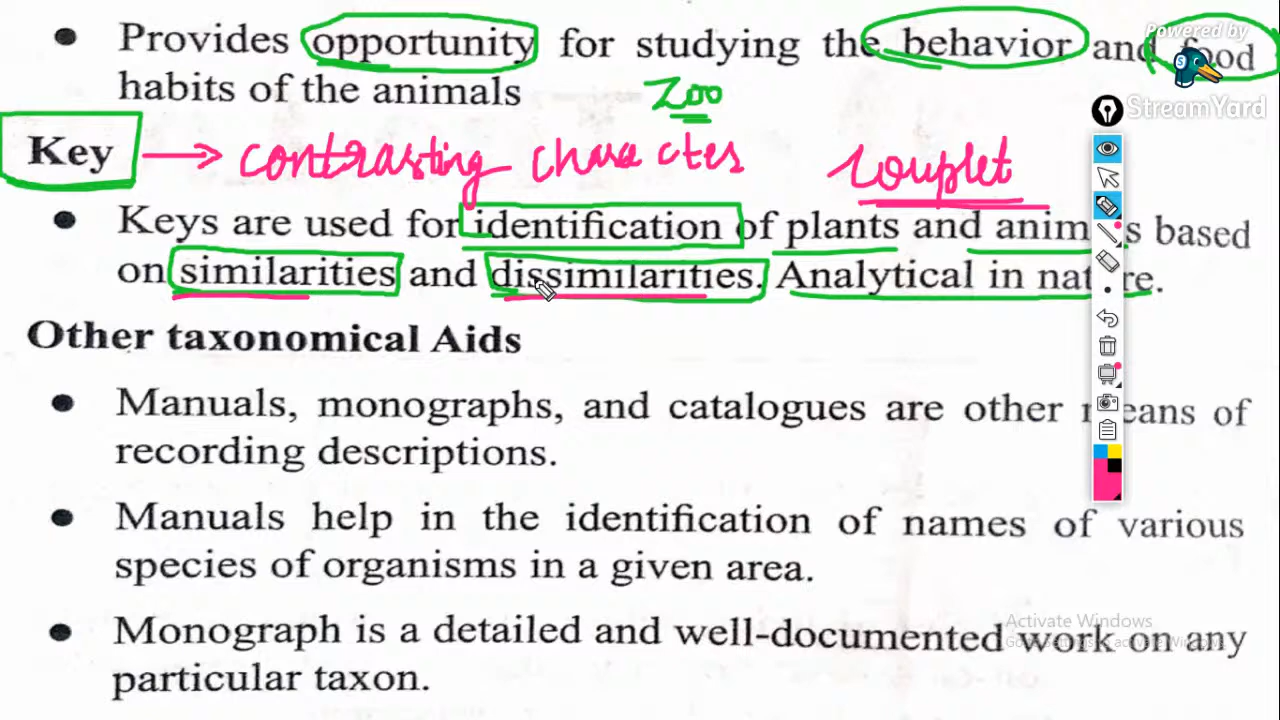 Powered by
StreamYard
• Provides opportunity for studying the behavior and food
habits of the animals Zoo
Key → contrasting characters couplet
• Keys are used for identification of plants and animals based
on similarities and dissimilarities. Analytical in nature.
Other taxonomical Aids
• Manuals, monographs, and catalogues are other means of
recording descriptions.
• Manuals help in the identification of names of various
species of organisms in a given area.
• Monograph is a detailed and well-documented work on any
particular taxon.
Activate Windows